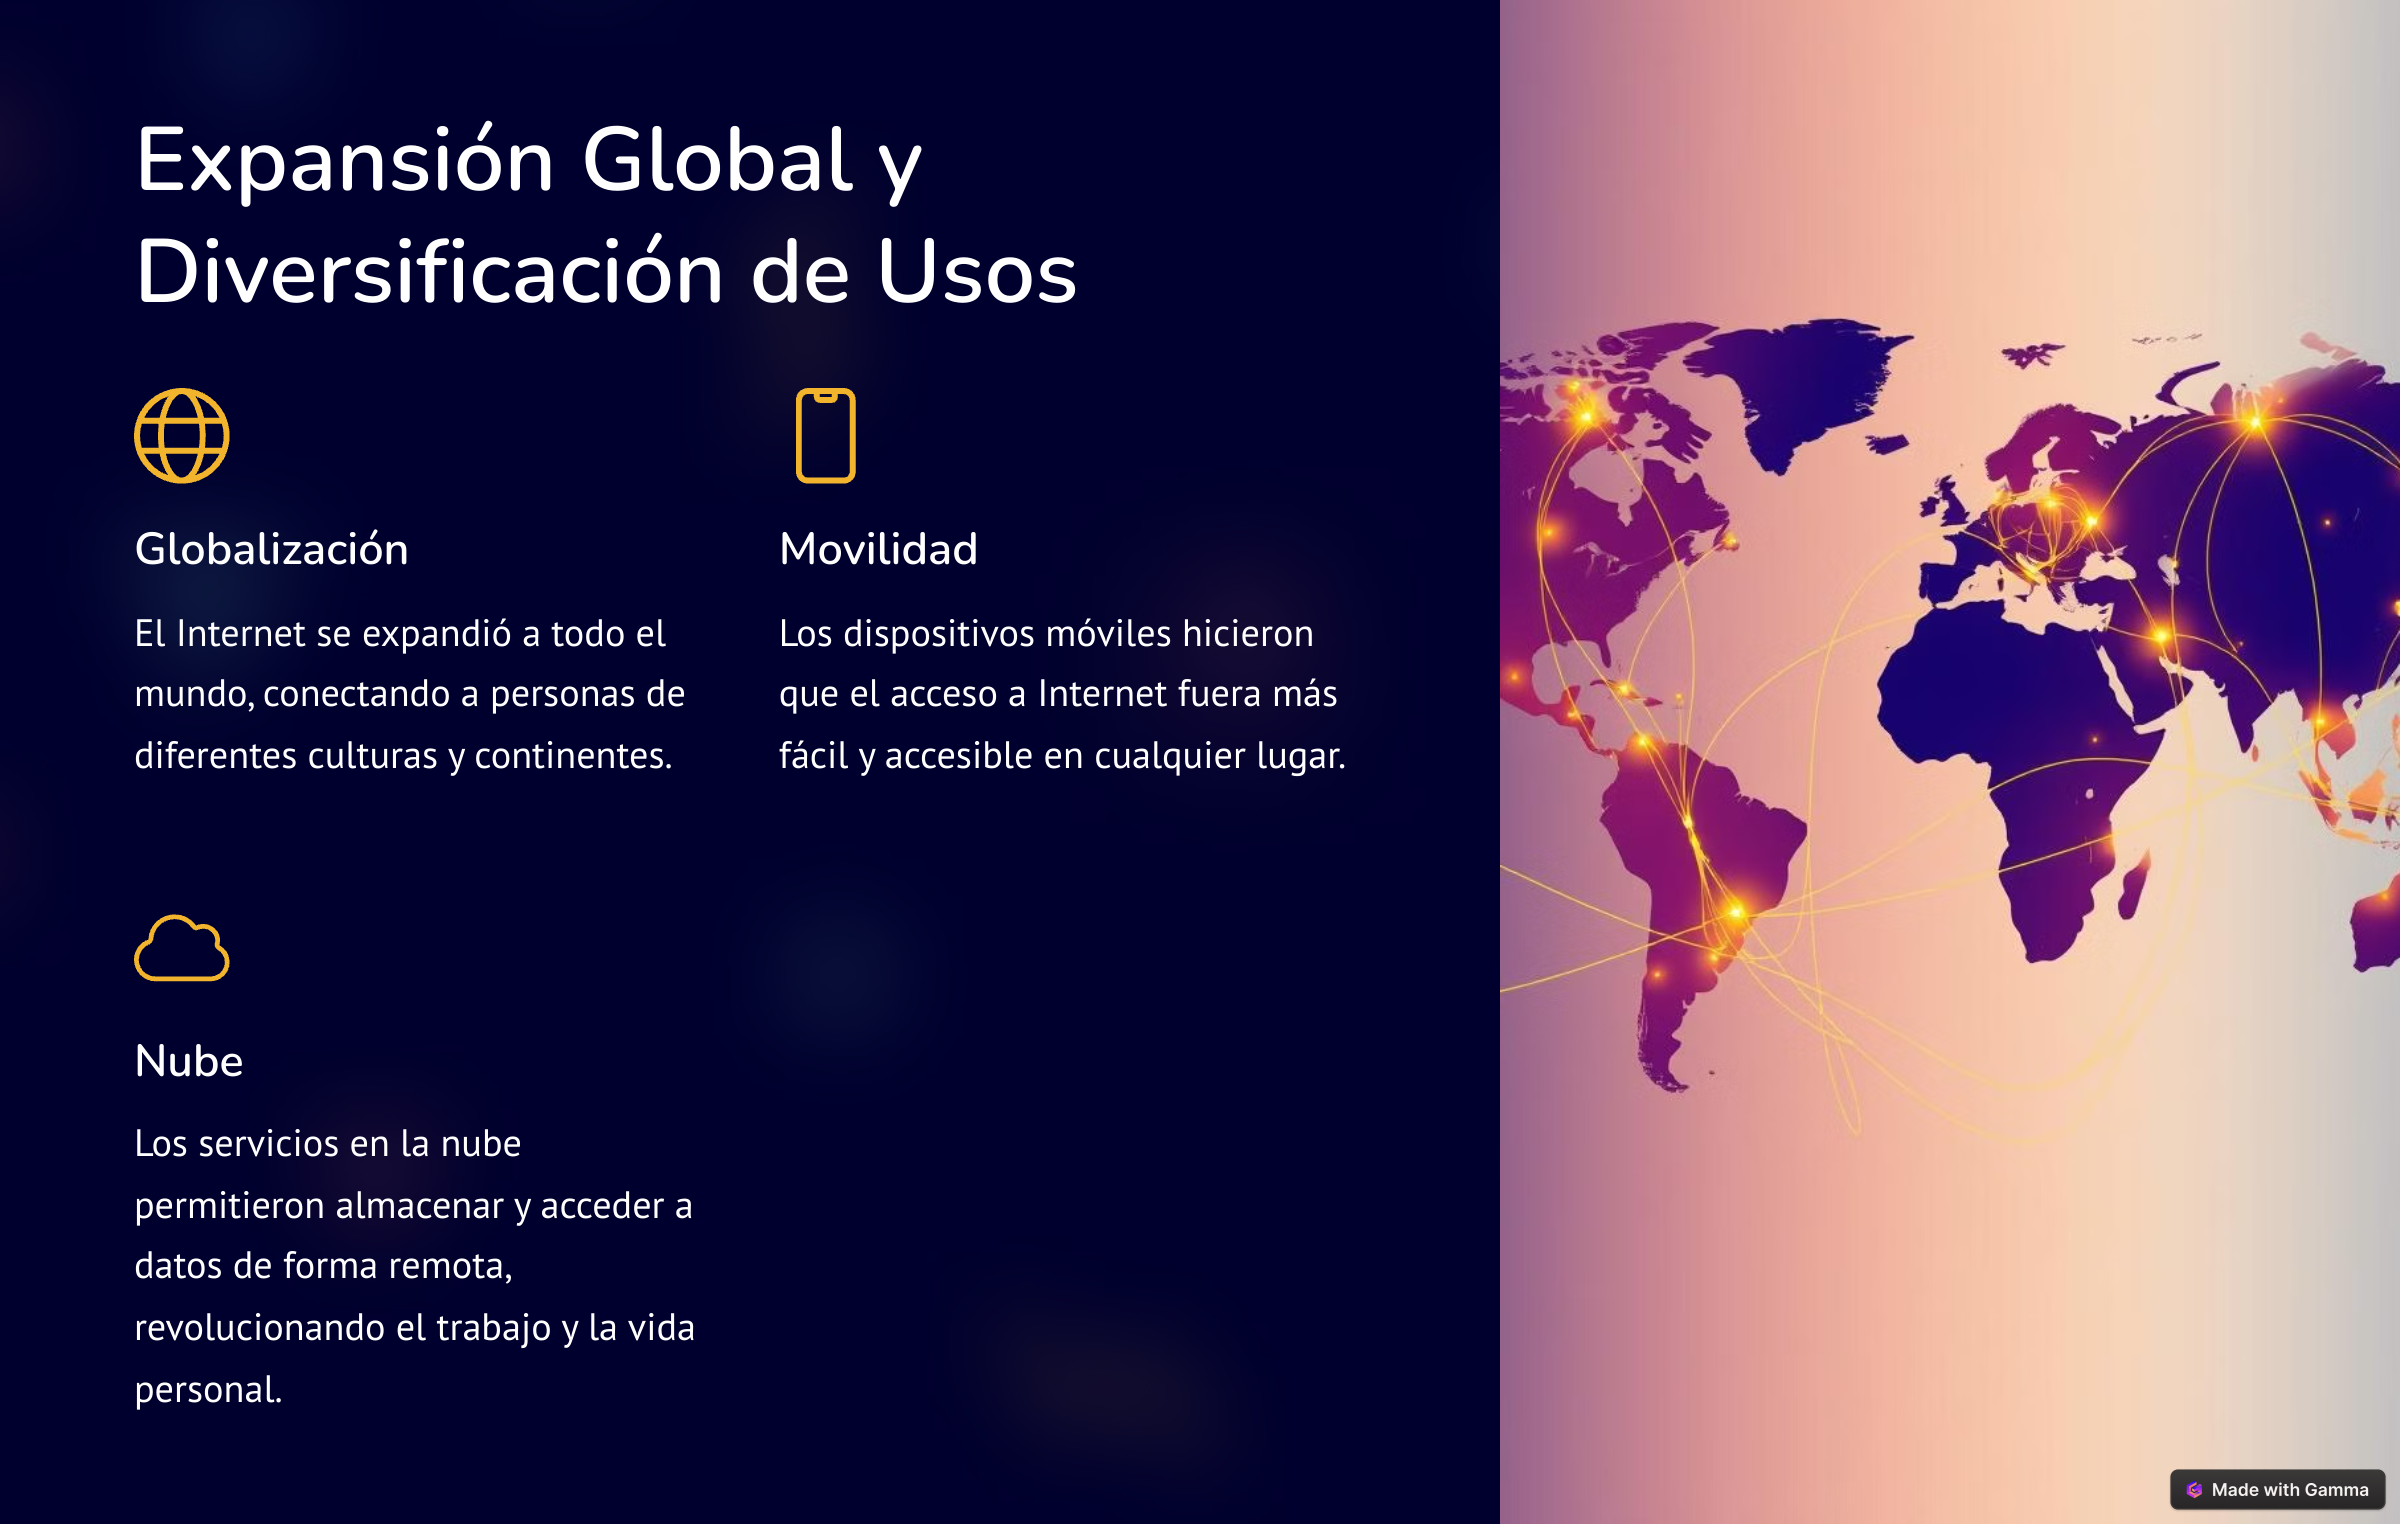 Expansión Global y
Diversificación de Usos
Globalización
El Internet se expandió a todo el
mundo, conectando a personas de
diferentes culturas y continentes.
Movilidad
Los dispositivos móviles hicieron
que el acceso a Internet fuera más
fácil y accesible en cualquier lugar.
Nube
Los servicios en la nube
permitieron almacenar y acceder a
datos de forma remota,
revolucionando el trabajo y la vida
personal.
Made with Gamma